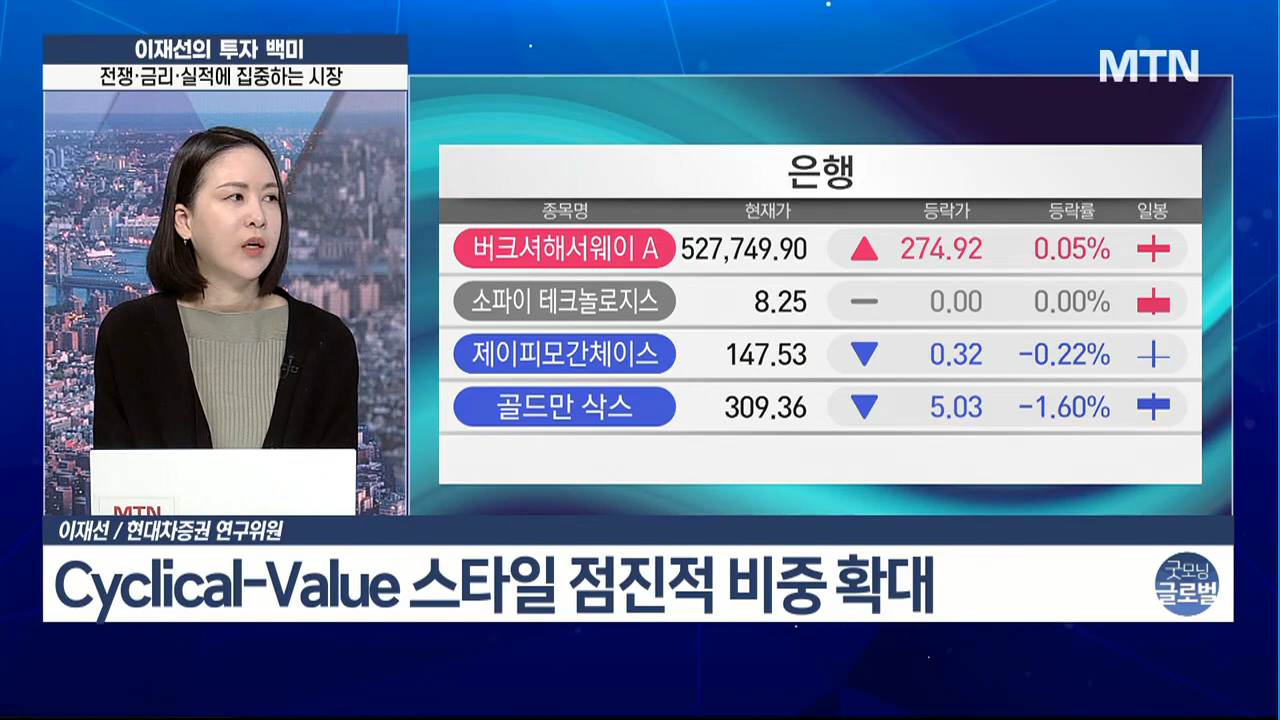 이재선의 투자 백미
전쟁·금리·실적에 집중하는 시장
MTN
은행
종목명 현재가 등락가 등락률 일봉
버크셔해서웨이 A 527,749.90 ▲ 274.92 0.05%
소파이 테크놀로지스 8.25 － 0.00 0.00%
제이피모간체이스 147.53 ▼ 0.32 -0.22%
골드만 삭스 309.36 ▼ 5.03 -1.60%
MTN
이재선 / 현대차증권 연구위원
Cyclical-Value 스타일 점진적 비중 확대
굿모닝
글로벌